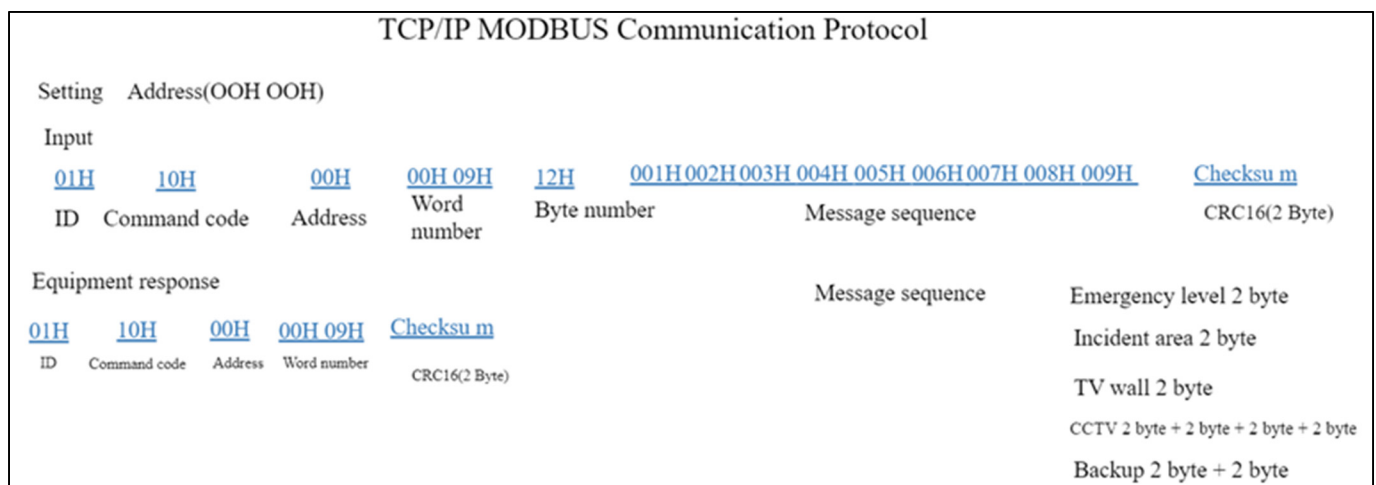 TCP/IP MODBUS Communication Protocol
Setting Address(OOH OOH)
Input
01H 10H 00H 00H 09H 12H 001H 002H 003H 004H 005H 006H 007H 008H 009H Checksu m
ID Command code Address Word number Byte number Message sequence CRC16(2 Byte)
Equipment response
01H 10H 00H 00H 09H Checksu m
ID Command code Address Word number CRC16(2 Byte)
Message sequence
Emergency level 2 byte
Incident area 2 byte
TV wall 2 byte
CCTV 2 byte + 2 byte + 2 byte + 2 byte
Backup 2 byte + 2 byte